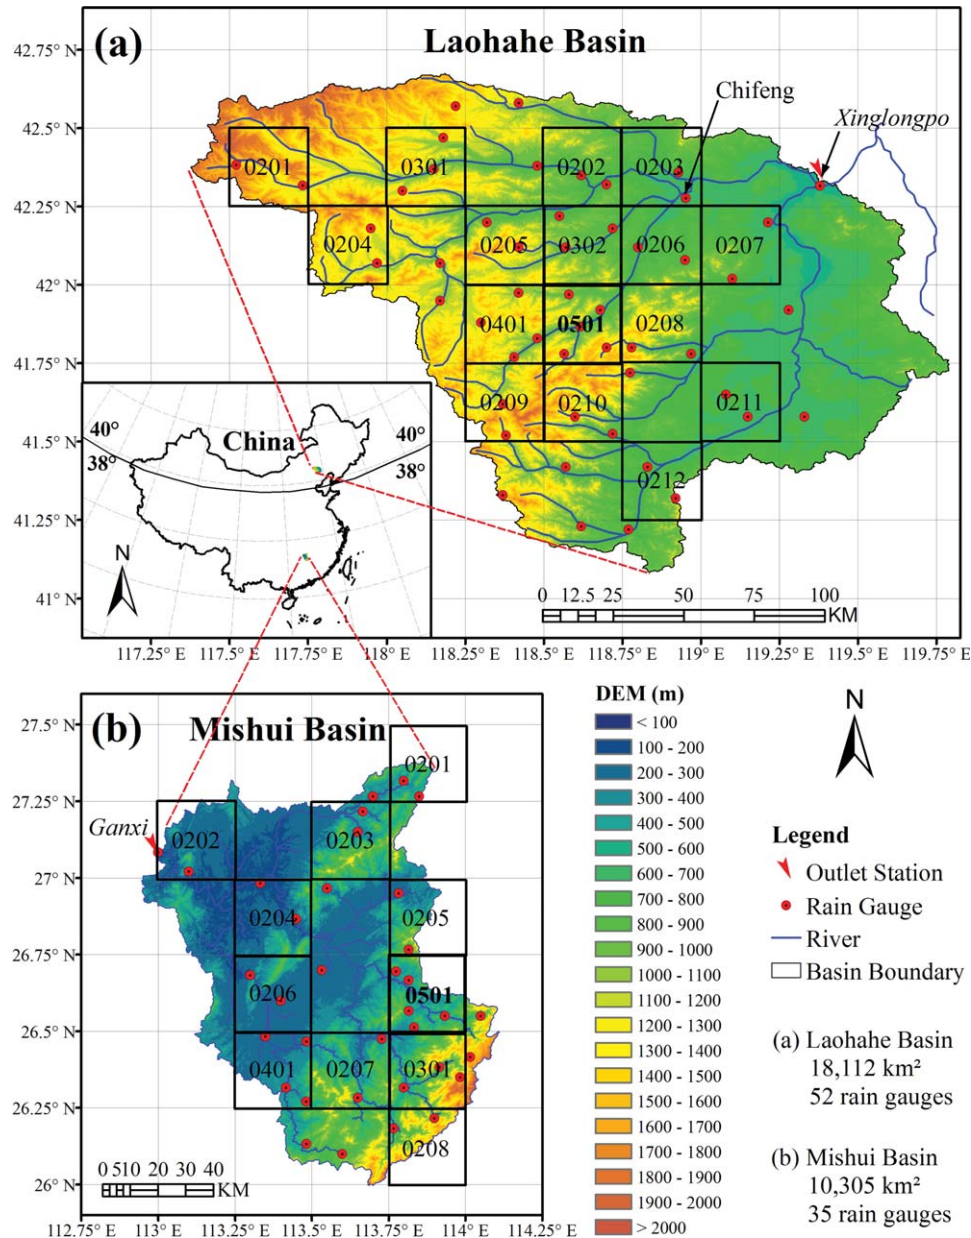 (a) Laohahe Basin
42.75° N
42.5° N
42.25° N
42° N
41.75° N
41.5° N
41.25° N
41° N
Chifeng
Xinglongpo
0201
0301
0202
0203
0204
0205
0302
0206
0207
0401
0501
0208
0209
0210
0211
0212
China
40°
38°
40°
38°
N
0 12.5 25 50 75 100
KM
117.25° E 117.5° E 117.75° E 118° E 118.25° E 118.5° E 118.75° E 119° E 119.25° E 119.5° E 119.75° E
(b) Mishui Basin
27.5° N
27.25° N
27° N
26.75° N
26.5° N
26.25° N
26° N
Ganxi
0201
0202
0203
0204
0205
0206
0501
0401
0207
0301
0208
0 5 10 20 30 40
KM
112.75° E 113° E 113.25° E 113.5° E 113.75° E 114° E 114.25° E
DEM (m)
< 100
100 - 200
200 - 300
300 - 400
400 - 500
500 - 600
600 - 700
700 - 800
800 - 900
900 - 1000
1000 - 1100
1100 - 1200
1200 - 1300
1300 - 1400
1400 - 1500
1500 - 1600
1600 - 1700
1700 - 1800
1800 - 1900
1900 - 2000
> 2000
N
Legend
Outlet Station
Rain Gauge
River
Basin Boundary
(a) Laohahe Basin
18,112 km²
52 rain gauges
(b) Mishui Basin
10,305 km²
35 rain gauges